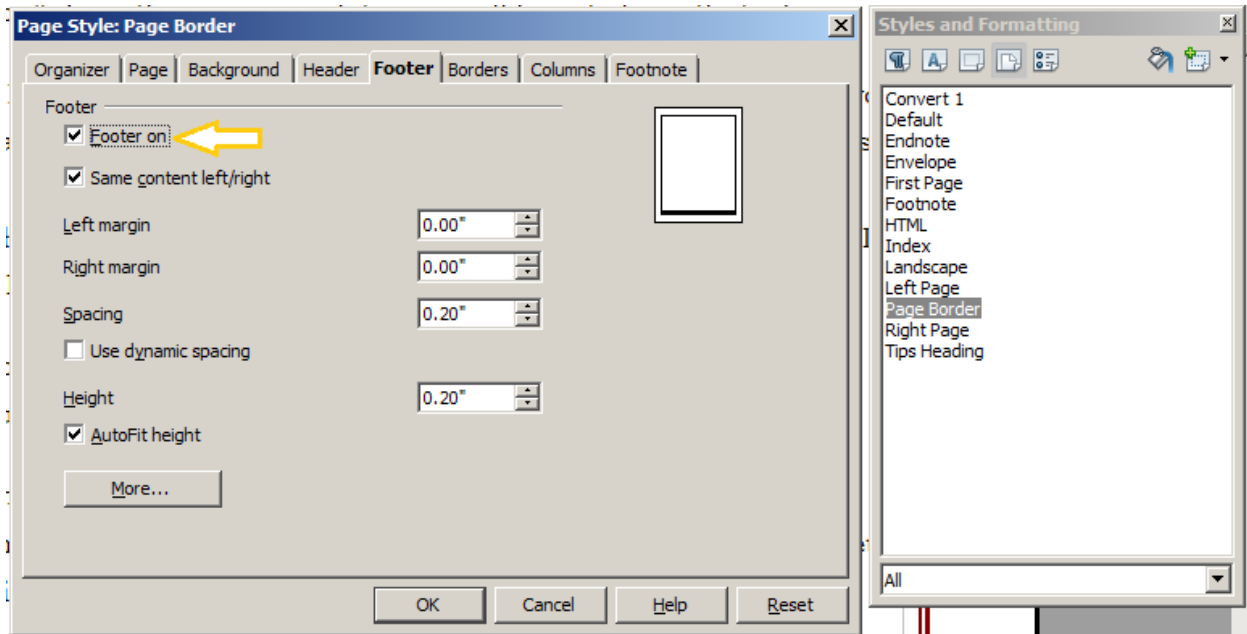 Page Style: Page Border
Organizer Page Background Header Footer Borders Columns Footnote
Footer
Footer on
Same content left/right
Left margin 0.00"
Right margin 0.00"
Spacing 0.20"
Use dynamic spacing
Height 0.20"
AutoFit height
More...
OK Cancel Help Reset
Styles and Formatting
Convert 1
Default
Endnote
Envelope
First Page
Footnote
HTML
Index
Landscape
Left Page
Page Border
Right Page
Tips Heading
All